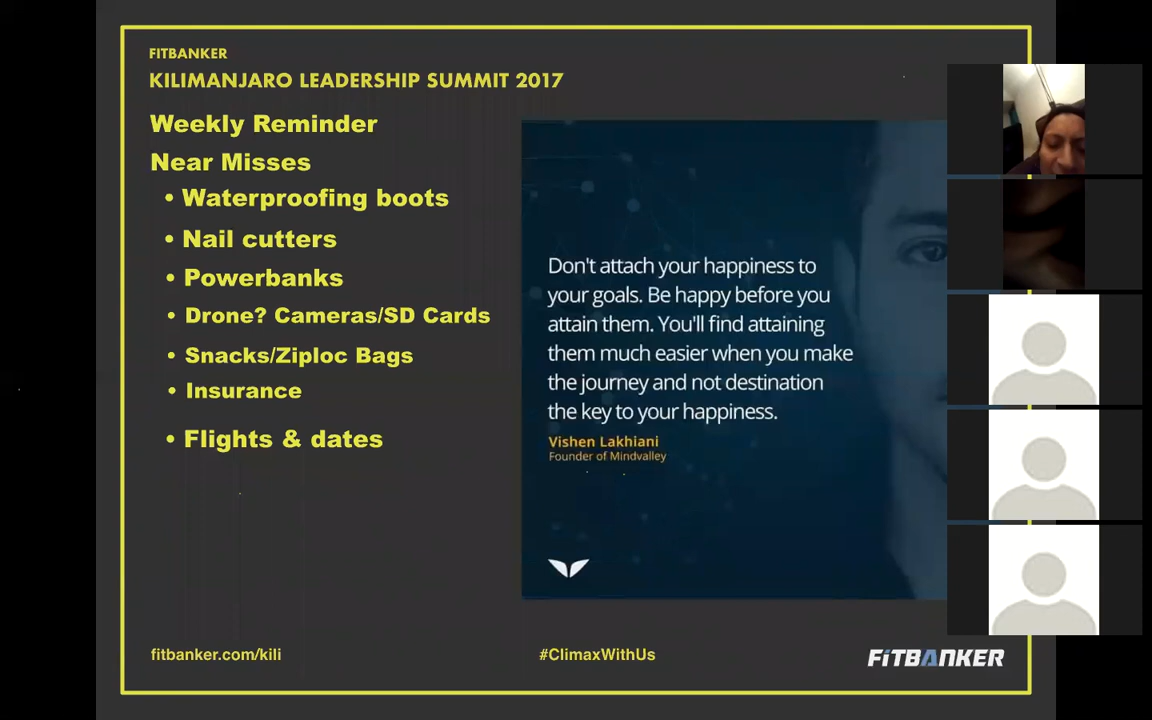 FITBANKER
KILIMANJARO LEADERSHIP SUMMIT 2017
Weekly Reminder
Near Misses
• Waterproofing boots
• Nail cutters
• Powerbanks
• Drone? Cameras/SD Cards
• Snacks/Ziploc Bags
• Insurance
• Flights & dates
Don't attach your happiness to
your goals. Be happy before you
attain them. You'll find attaining
them much easier when you make
the journey and not destination
the key to your happiness.
Vishen Lakhiani
Founder of Mindvalley
fitbanker.com/kili
#ClimaxWithUs
FiTBANKER